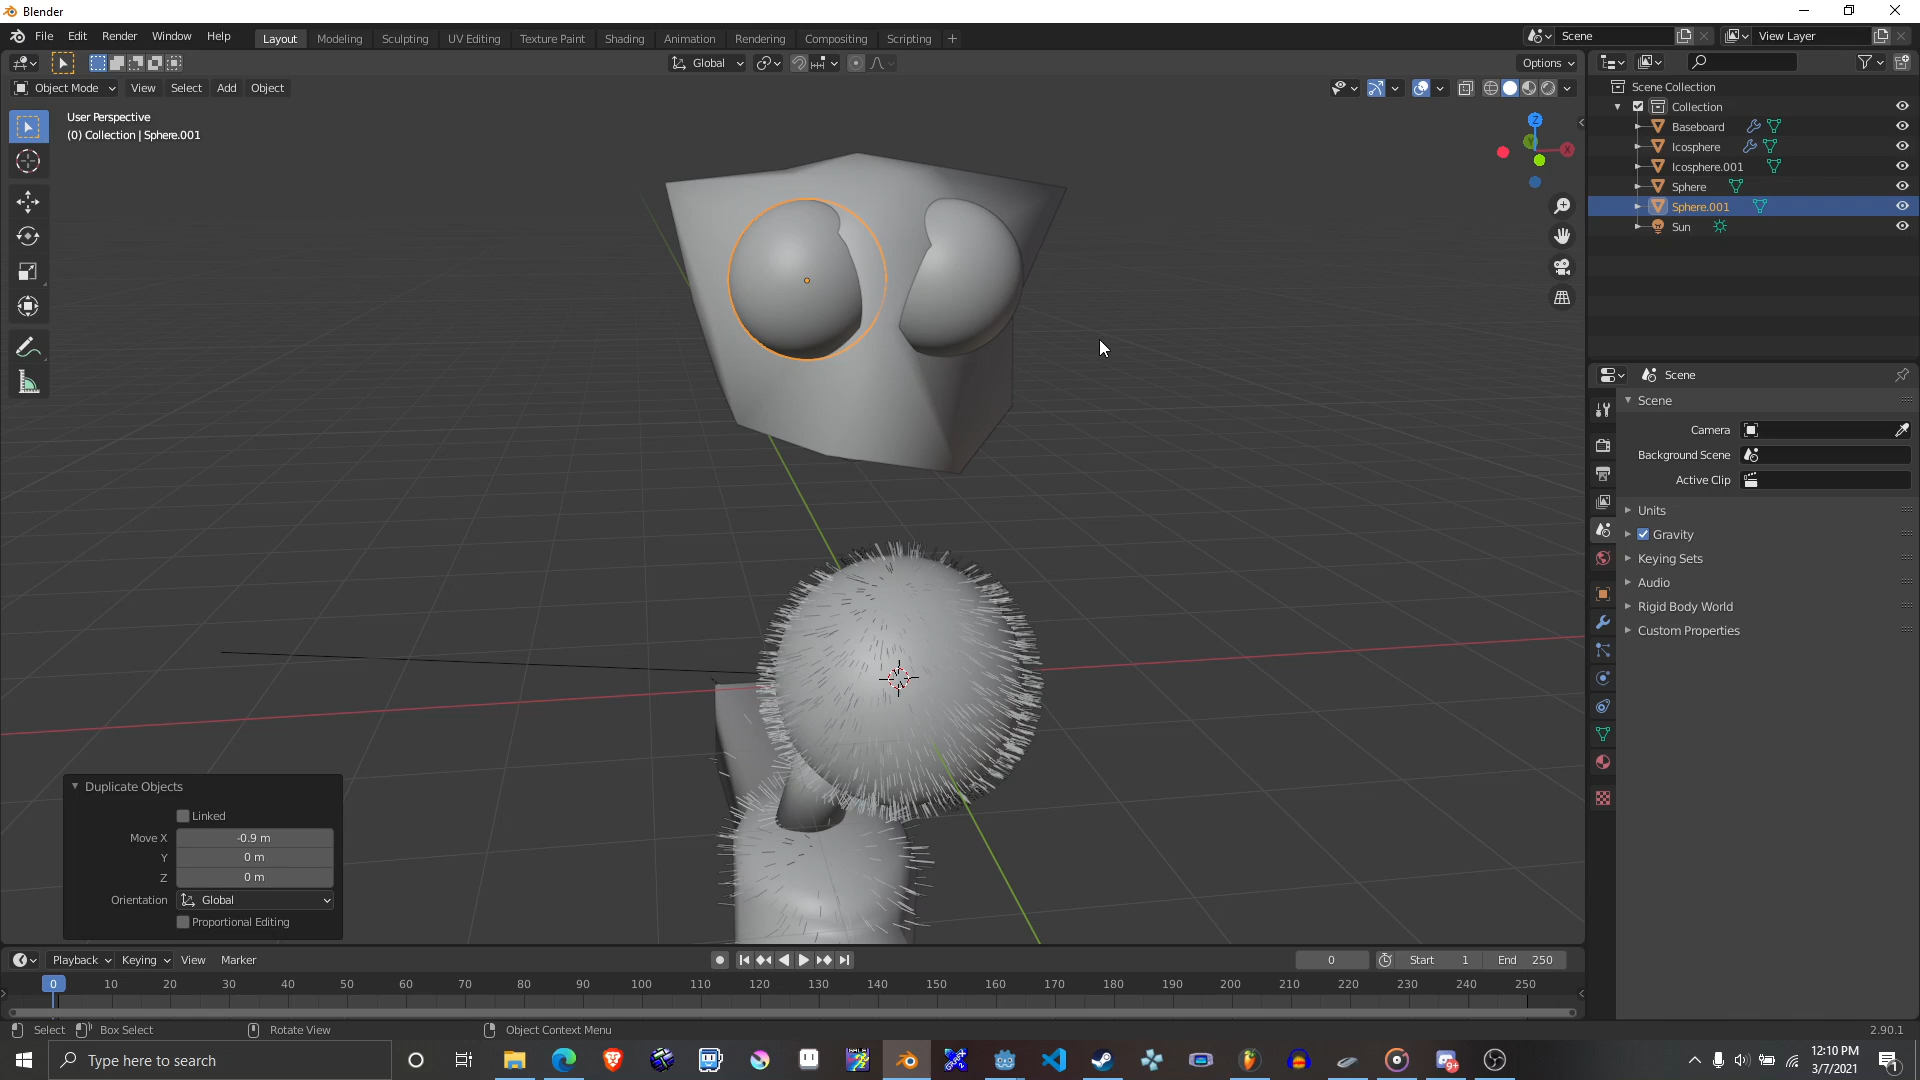 Blender
File Edit Render Window Help
Layout Modeling Sculpting UV Editing Texture Paint Shading Animation Rendering Compositing Scripting +
Scene
View Layer
Global
Options
Object Mode View Select Add Object
User Perspective
(0) Collection | Sphere.001
Z
X
Y
Scene Collection
Collection
Baseboard
Icosphere
Icosphere.001
Sphere
Sphere.001
Sun
Scene
Scene
Camera
Background Scene
Active Clip
Units
Gravity
Keying Sets
Audio
Rigid Body World
Custom Properties
Duplicate Objects
Linked
Move X -0.9 m
Y 0 m
Z 0 m
Orientation Global
Proportional Editing
Playback Keying View Marker
0
Start 1
End 250
0 10 20 30 40 50 60 70 80 90 100 110 120 130 140 150 160 170 180 190 200 210 220 230 240 250
Select Box Select Rotate View Object Context Menu
2.90.1
Type here to search
12:10 PM
3/7/2021